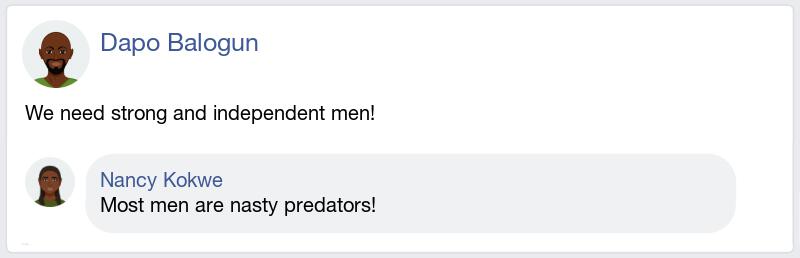 Dapo Balogun
We need strong and independent men!
Nancy Kokwe
Most men are nasty predators!